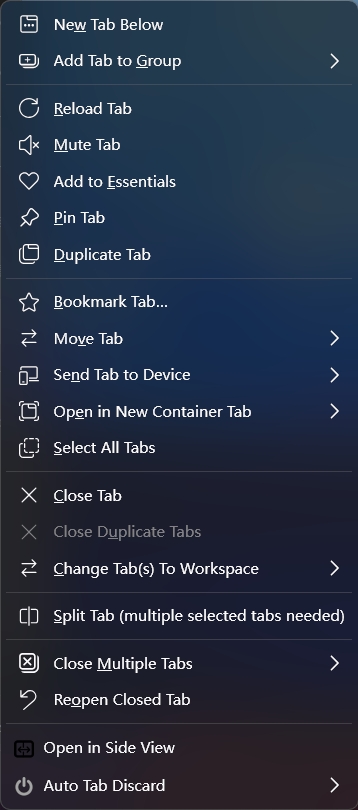 New Tab Below
Add Tab to Group
Reload Tab
Mute Tab
Add to Essentials
Pin Tab
Duplicate Tab
Bookmark Tab...
Move Tab
Send Tab to Device
Open in New Container Tab
Select All Tabs
Close Tab
Close Duplicate Tabs
Change Tab(s) To Workspace
Split Tab (multiple selected tabs needed)
Close Multiple Tabs
Reopen Closed Tab
Open in Side View
Auto Tab Discard